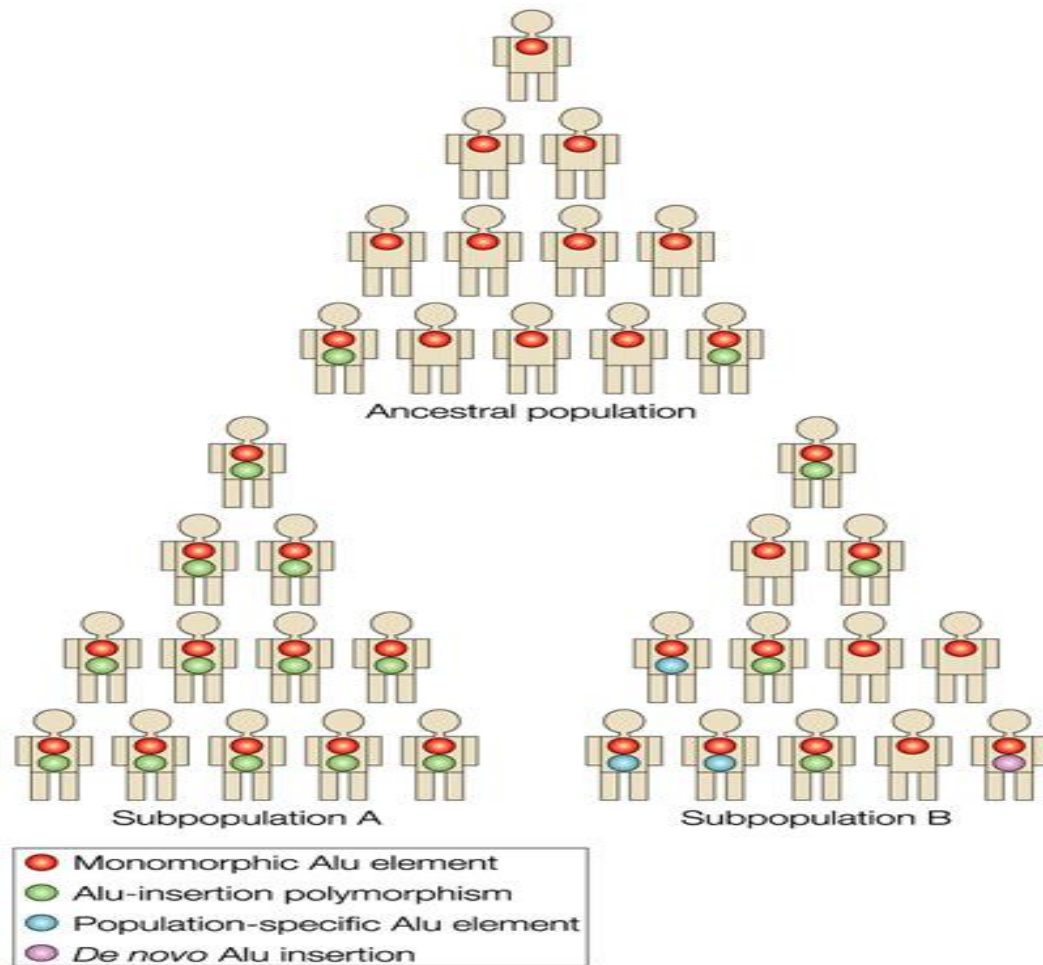 Ancestral population
Subpopulation A
Subpopulation B
Monomorphic Alu element
Alu-insertion polymorphism
Population-specific Alu element
De novo Alu insertion